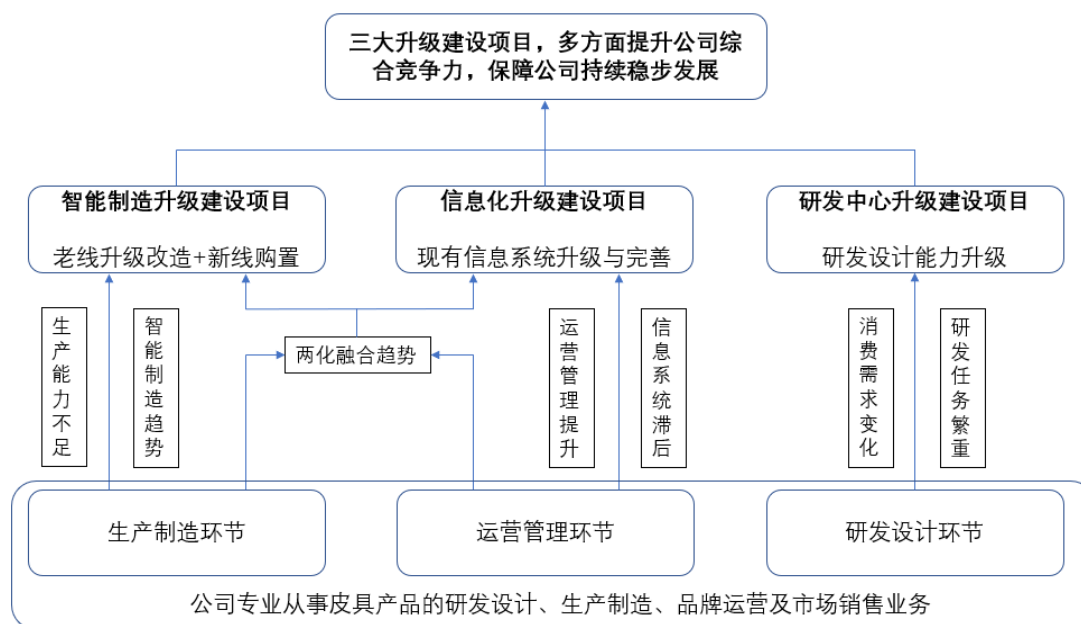 三大升级建设项目，多方面提升公司综
合竞争力，保障公司持续稳步发展
智能制造升级建设项目
老线升级改造+新线购置
信息化升级建设项目
现有信息系统升级与完善
研发中心升级建设项目
研发设计能力升级
生产能力不足
智能制造趋势
两化融合趋势
运营管理提升
信息系统滞后
消费需求变化
研发任务繁重
生产制造环节
运营管理环节
研发设计环节
公司专业从事皮具产品的研发设计、生产制造、品牌运营及市场销售业务